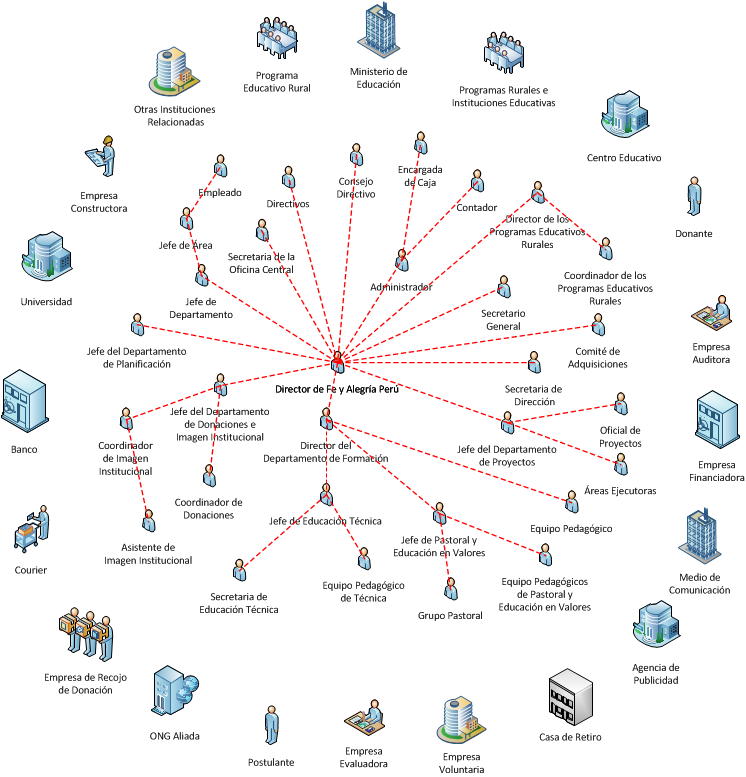 Ministerio de
Educación
Programa
Educativo Rural
Programas Rurales e
Instituciones Educativas
Otras Instituciones
Relacionadas
Centro Educativo
Empresa
Constructora
Empleado
Directivos
Consejo
Directivo
Encargada
de Caja
Contador
Director de los
Programas Educativos
Rurales
Donante
Jefe de Área
Secretaria de la
Oficina Central
Administrador
Coordinador de los
Programas Educativos
Rurales
Universidad
Jefe de
Departamento
Secretario
General
Empresa
Auditora
Jefe del Departamento
de Planificación
Comité de
Adquisiciones
Director de Fe y Alegría Perú
Secretaria de
Dirección
Banco
Jefe del Departamento
de Donaciones e
Imagen Institucional
Coordinador
de Imagen
Institucional
Director del
Departamento de Formación
Jefe del Departamento
de Proyectos
Oficial de
Proyectos
Empresa
Financiadora
Coordinador de
Donaciones
Áreas Ejecutoras
Jefe de Educación Técnica
Equipo Pedagógico
Courier
Asistente de
Imagen Institucional
Jefe de Pastoral y
Educación en Valores
Medio de
Comunicación
Secretaria de
Educación Técnica
Equipo Pedagógico
de Técnica
Grupo Pastoral
Equipo Pedagógicos
de Pastoral y
Educación en Valores
Empresa de Recojo
de Donación
Agencia de
Publicidad
ONG Aliada
Postulante
Empresa
Evaluadora
Empresa
Voluntaria
Casa de Retiro